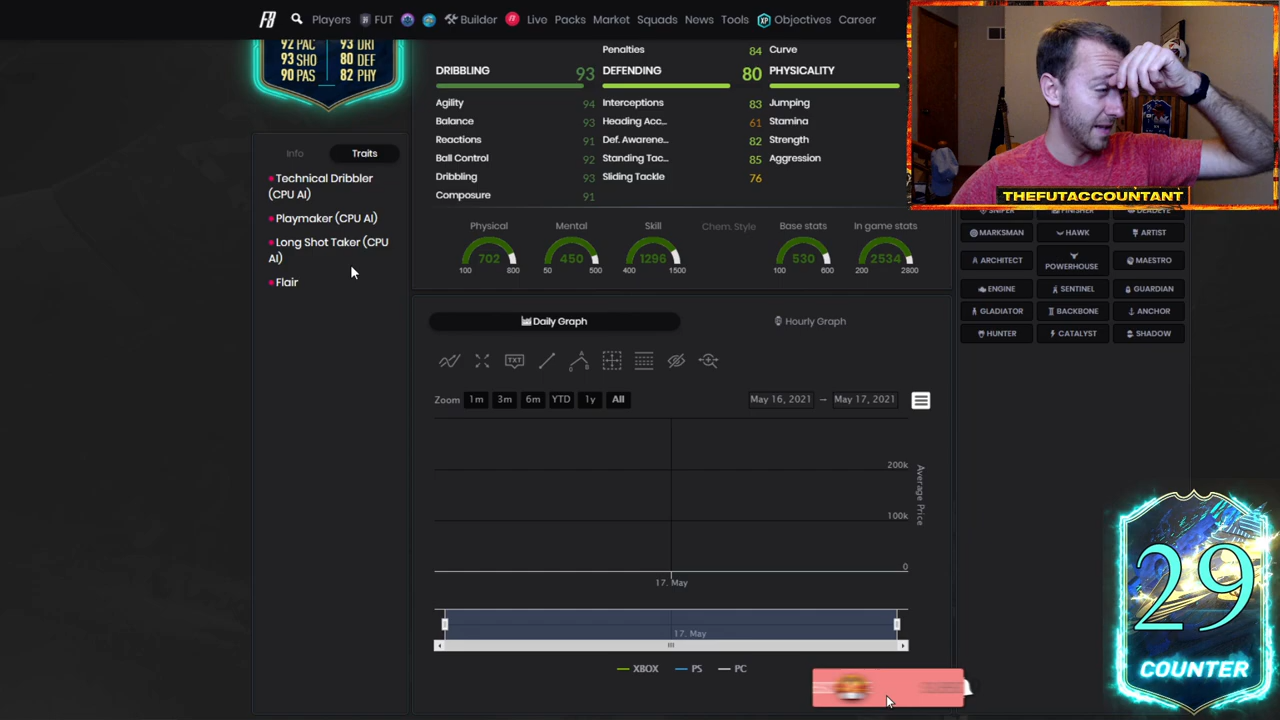 Players FUT Builder Live Packs Market Squads News Tools XP Objectives Career
92 PAC 93 DRI
93 SHO 80 DEF
90 PAS 82 PHY
Info Traits
Technical Dribbler
(CPU AI)
Playmaker (CPU AI)
Long Shot Taker (CPU
AI)
Flair
Penalties 84 Curve
DRIBBLING 93 DEFENDING 80 PHYSICALITY
Agility 94 Interceptions 83 Jumping
Balance 93 Heading Acc... 61 Stamina
Reactions 91 Def. Awarene... 82 Strength
Ball Control 92 Standing Tac... 85 Aggression
Dribbling 93 Sliding Tackle 76
Composure 91
Physical Mental Skill Chem. Style Base stats In game stats
702 450 1296 530 2534
100 800 50 500 400 1500 100 600 200 2800
THEFUTACCOUNTANT
SNIPER FINISHER DEADEYE
MARKSMAN HAWK ARTIST
ARCHITECT POWERHOUSE MAESTRO
ENGINE SENTINEL GUARDIAN
GLADIATOR BACKBONE ANCHOR
HUNTER CATALYST SHADOW
Daily Graph Hourly Graph
TXT
Zoom 1m 3m 6m YTD 1y All May 16, 2021 → May 17, 2021
200k
100k
0
Average Price
17. May
17. May
XBOX PS PC
29
COUNTER